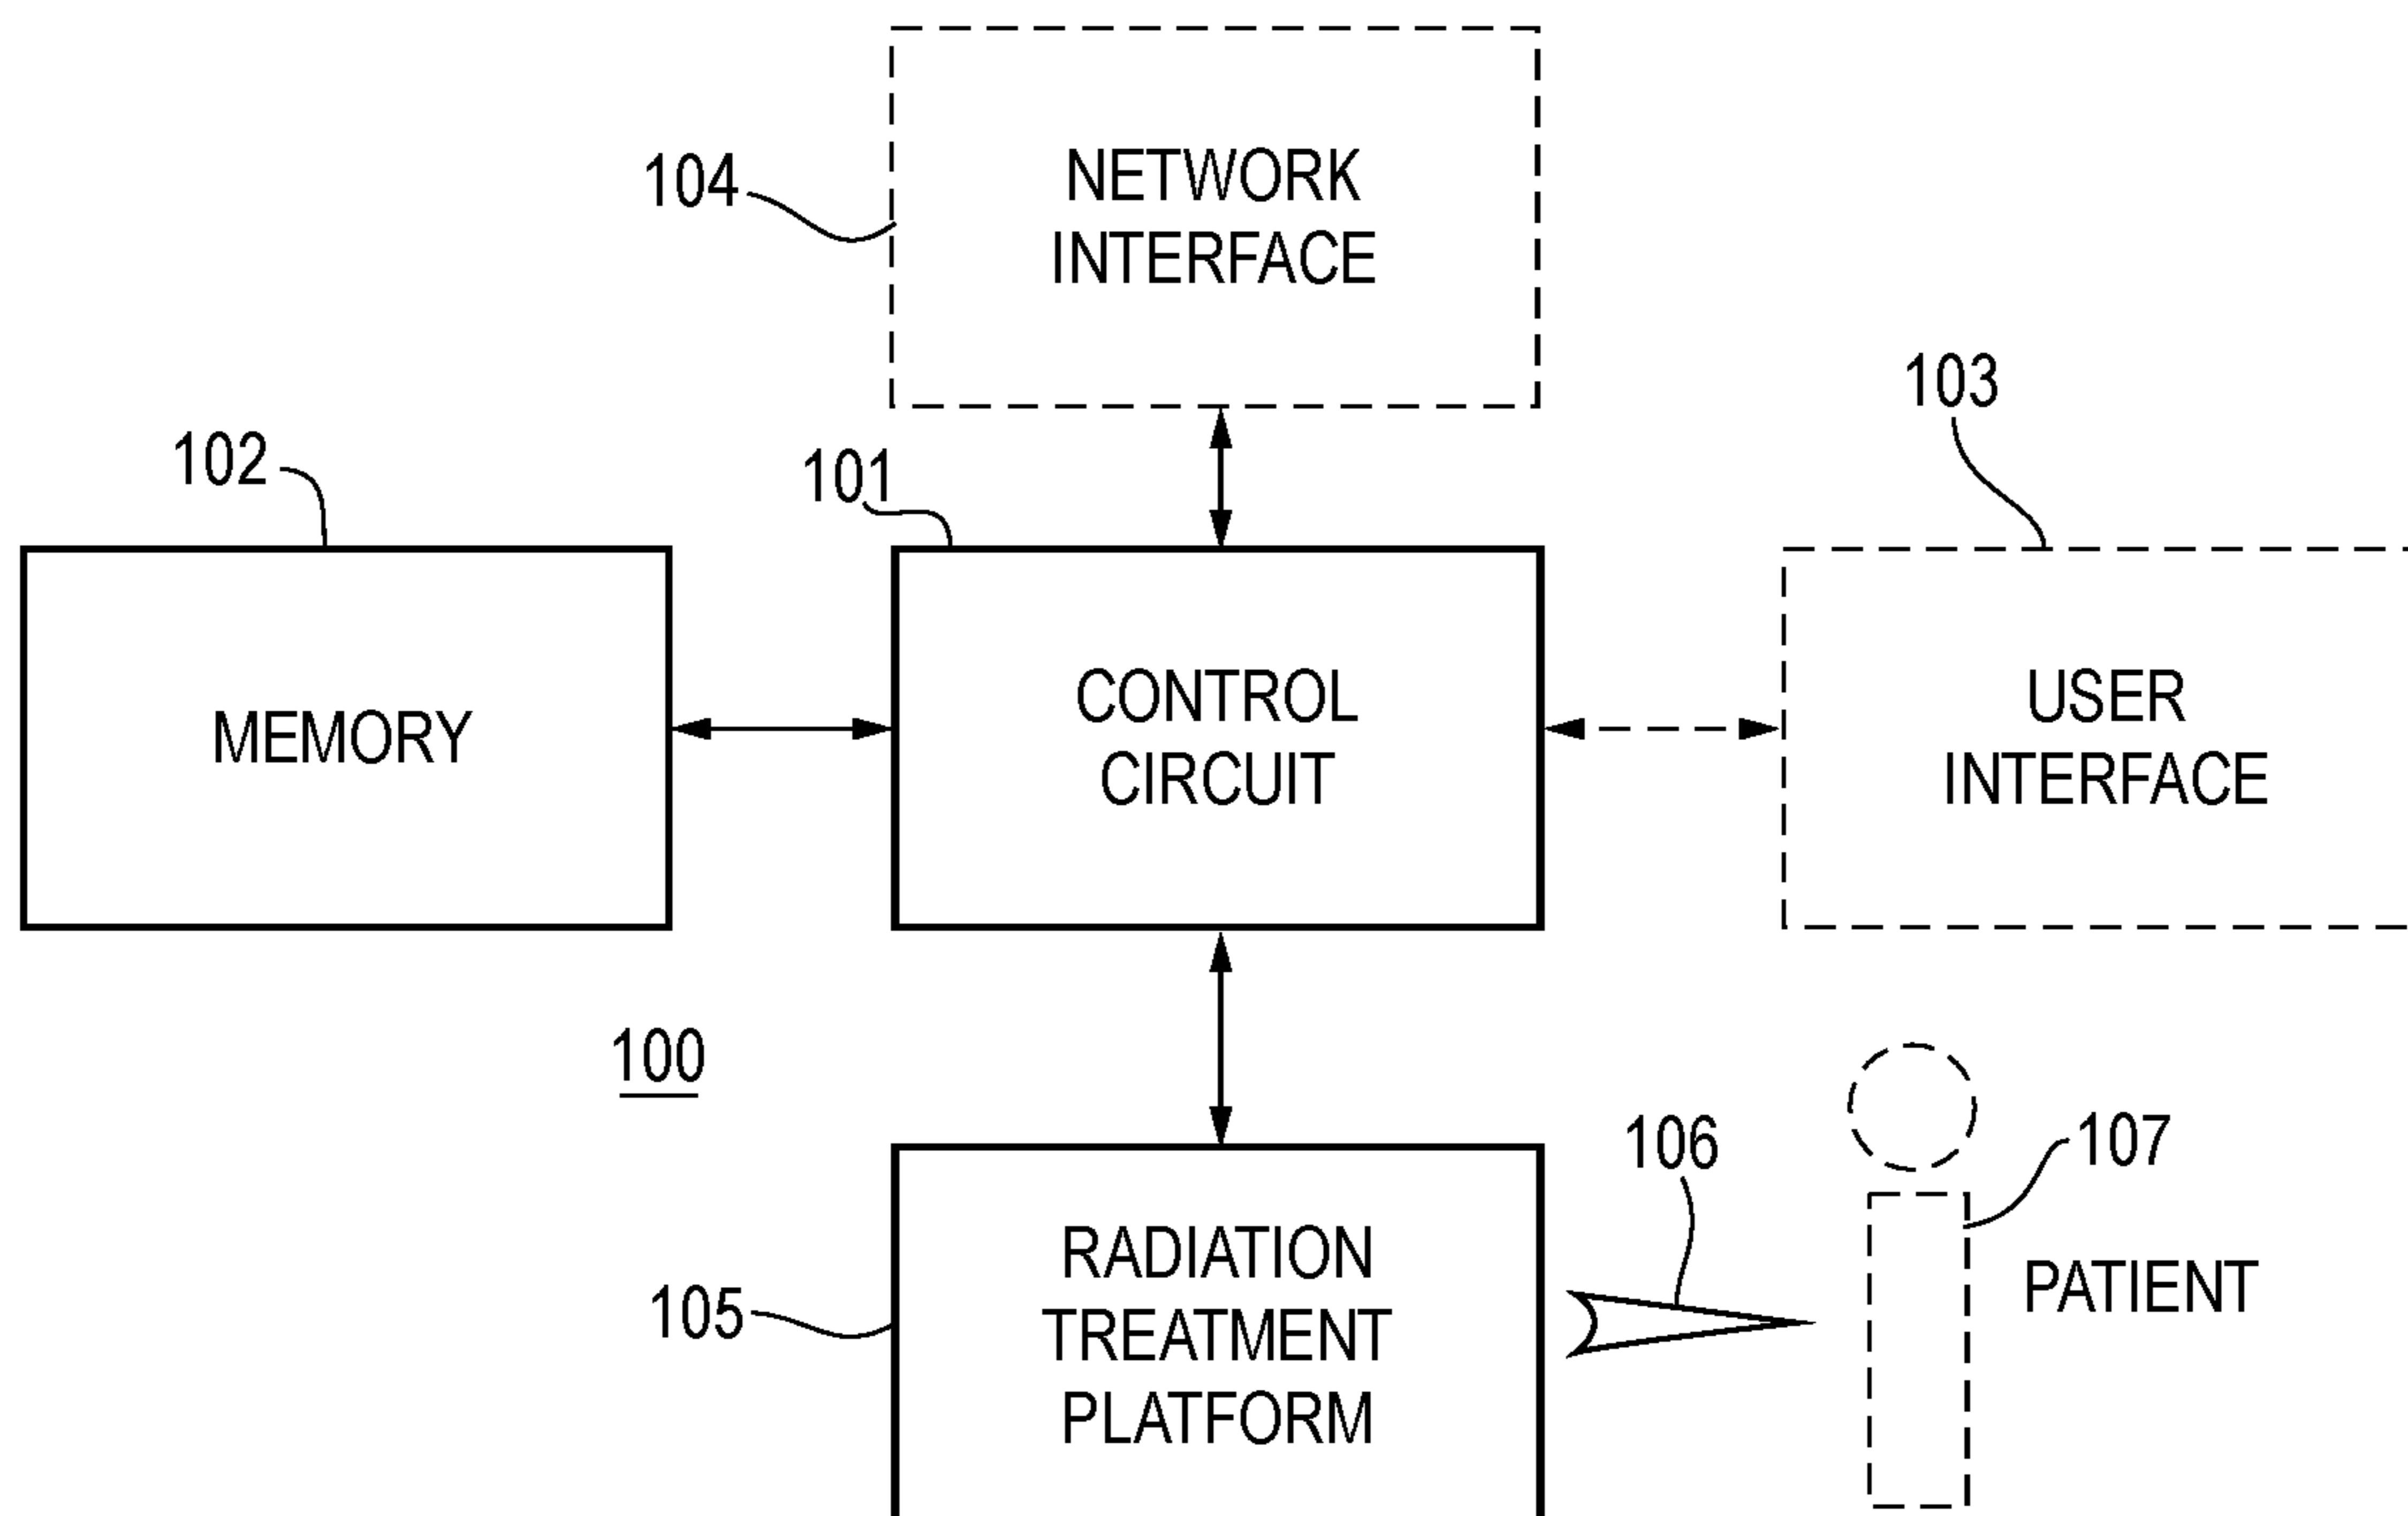 NETWORK
INTERFACE
104
103
102
101
MEMORY
CONTROL
CIRCUIT
USER
INTERFACE
100
106
107
RADIATION
TREATMENT
PLATFORM
105
PATIENT